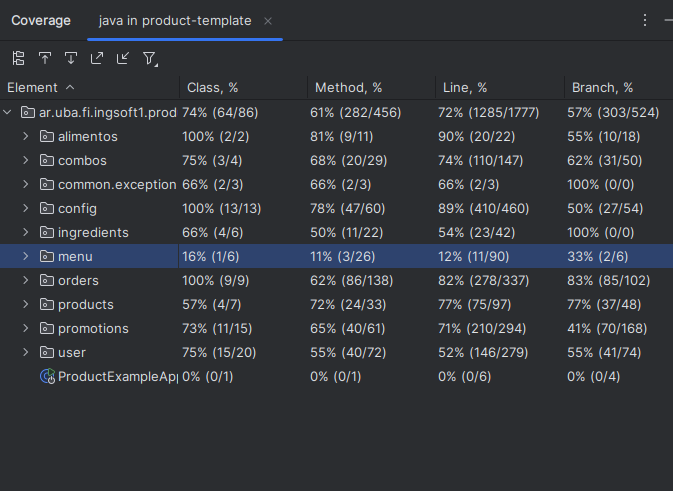 Coverage java in product-template
Element Class, % Method, % Line, % Branch, %
ar.uba.fi.ingsoft1.prod 74% (64/86) 61% (282/456) 72% (1285/1777) 57% (303/524)
alimentos 100% (2/2) 81% (9/11) 90% (20/22) 55% (10/18)
combos 75% (3/4) 68% (20/29) 74% (110/147) 62% (31/50)
common.exception 66% (2/3) 66% (2/3) 66% (2/3) 100% (0/0)
config 100% (13/13) 78% (47/60) 89% (410/460) 50% (27/54)
ingredients 66% (4/6) 50% (11/22) 54% (23/42) 100% (0/0)
menu 16% (1/6) 11% (3/26) 12% (11/90) 33% (2/6)
orders 100% (9/9) 62% (86/138) 82% (278/337) 83% (85/102)
products 57% (4/7) 72% (24/33) 77% (75/97) 77% (37/48)
promotions 73% (11/15) 65% (40/61) 71% (210/294) 41% (70/168)
user 75% (15/20) 55% (40/72) 52% (146/279) 55% (41/74)
ProductExampleAp 0% (0/1) 0% (0/1) 0% (0/6) 0% (0/4)